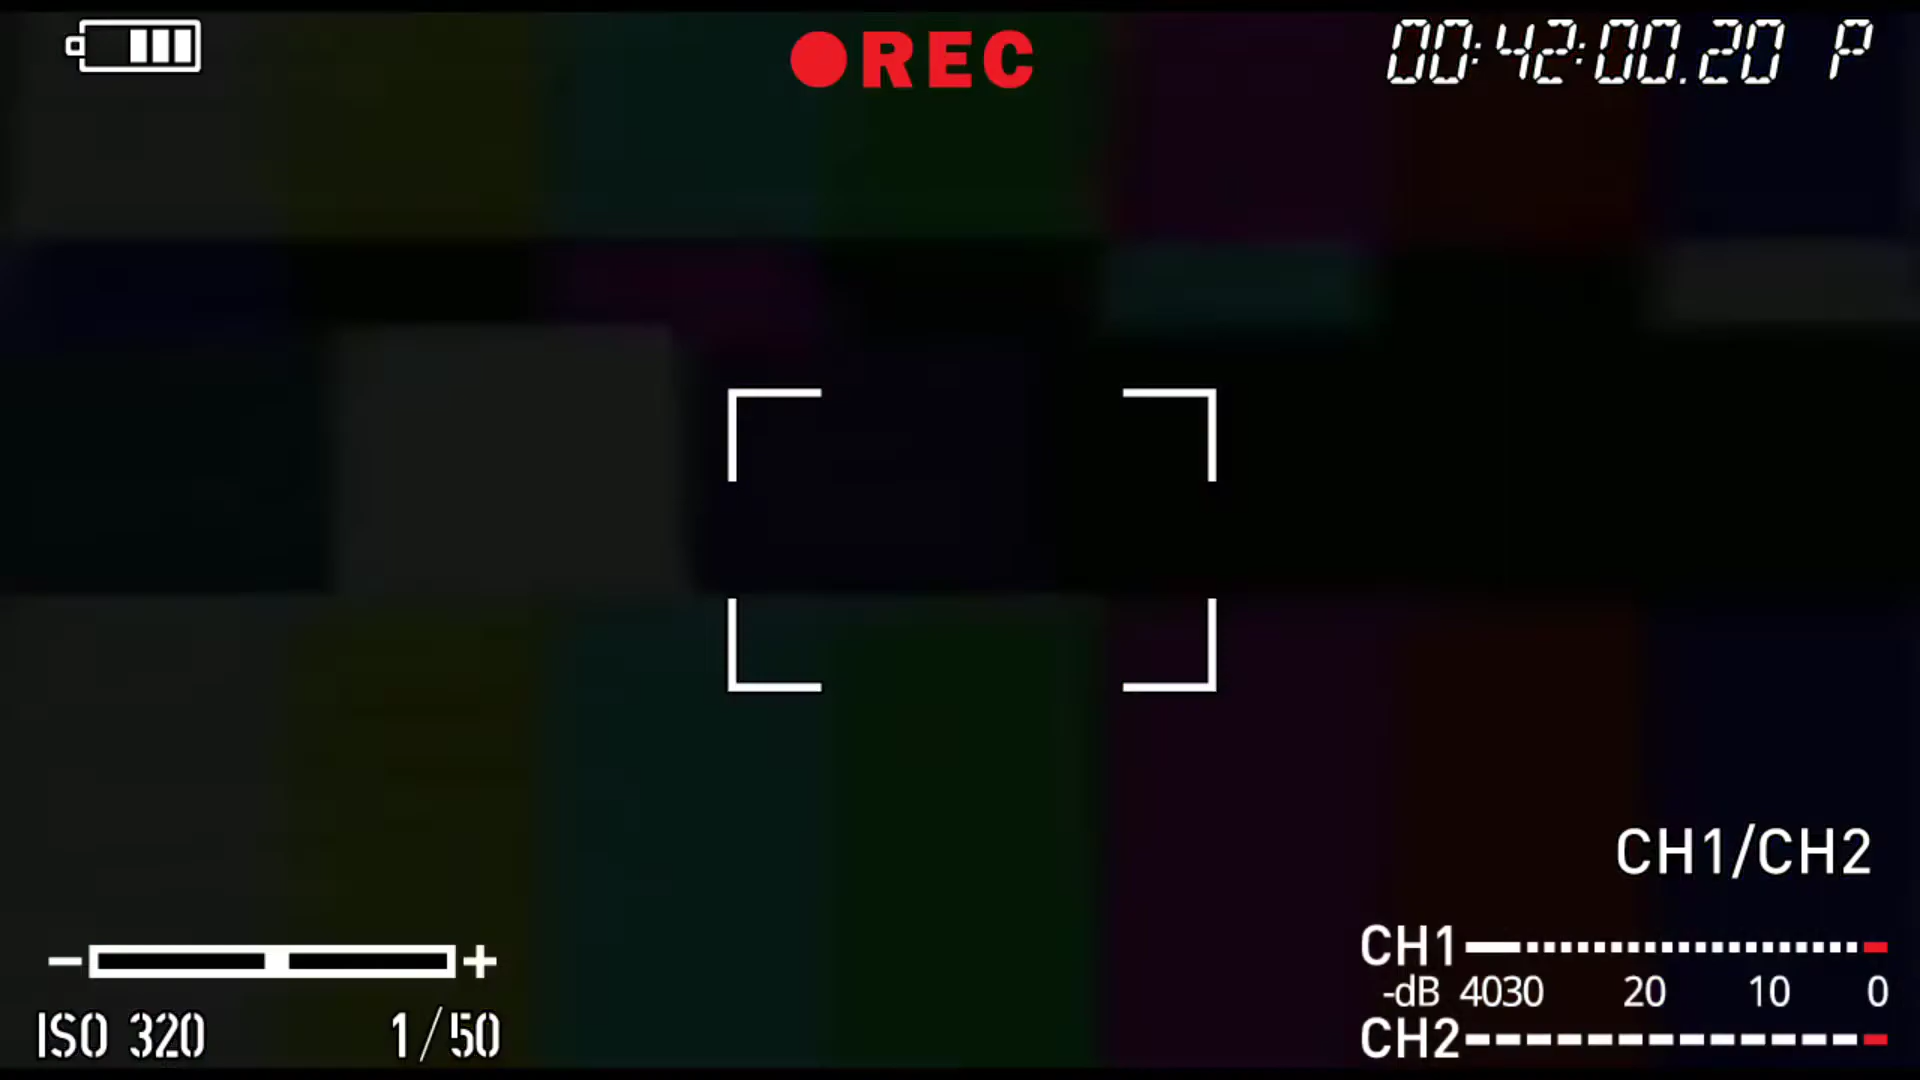 REC
00:42:00.20 P
CH1/CH2
CH1
-dB 4030 20 10 0
CH2
- +
ISO 320 1/50